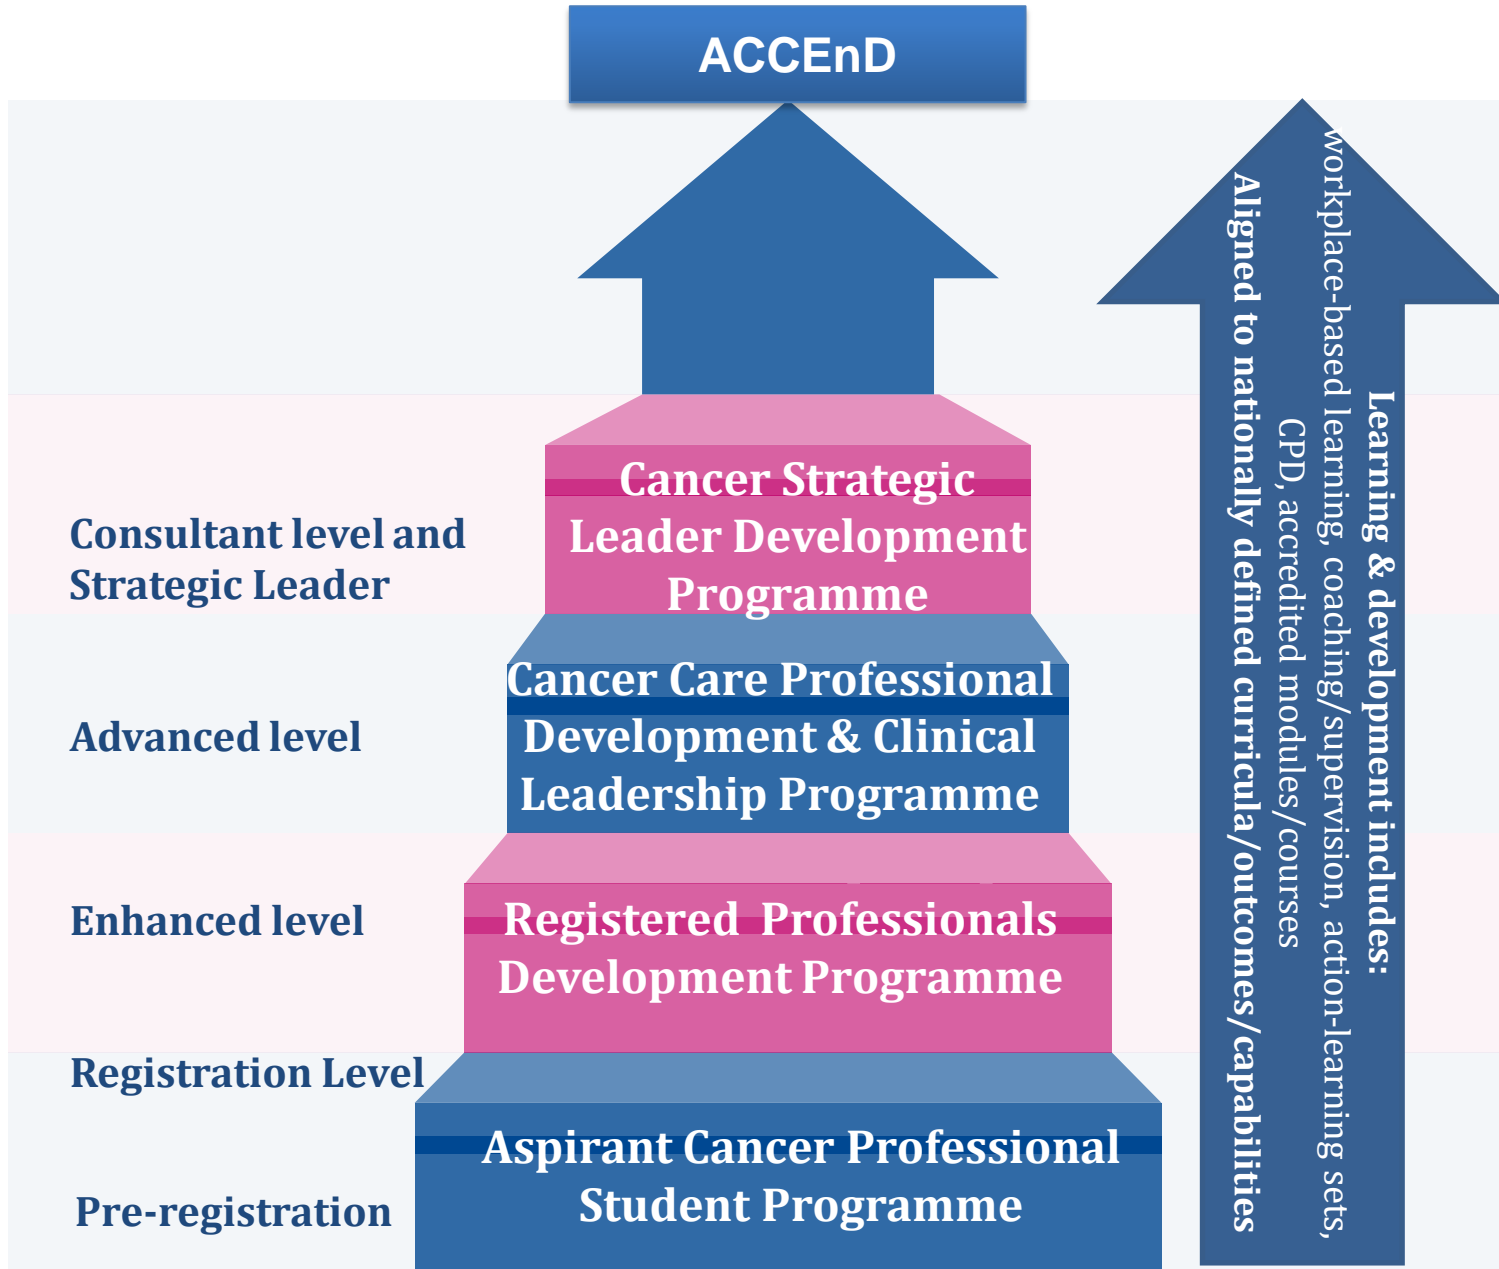 ACCEnD
Consultant level and
Strategic Leader
Cancer Strategic
Leader Development
Programme
Advanced level
Cancer Care Professional
Development & Clinical
Leadership Programme
Enhanced level
Registered Professionals
Development Programme
Registration Level
Pre-registration
Aspirant Cancer Professional
Student Programme
Learning & development includes:
workplace-based learning, coaching/supervision, action-learning sets,
CPD, accredited modules/courses
Aligned to nationally defined curricula/outcomes/capabilities